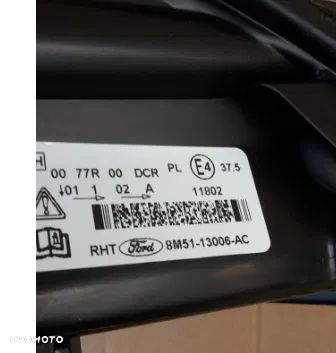 H
00 77R 00 DCR PL E4 37.5
↓01 1 02 A 11802
RHT Ford 8M51-13006-AC
OTOMOTO